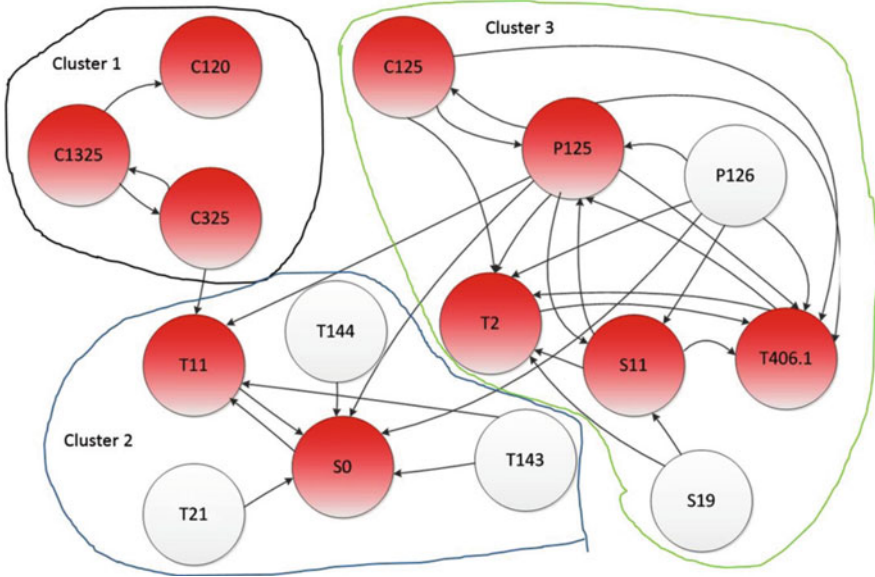 Cluster 1
C120
C1325
C325
Cluster 3
C125
P125
P126
T2
S11
T406.1
S19
T144
T11
Cluster 2
S0
T143
T21